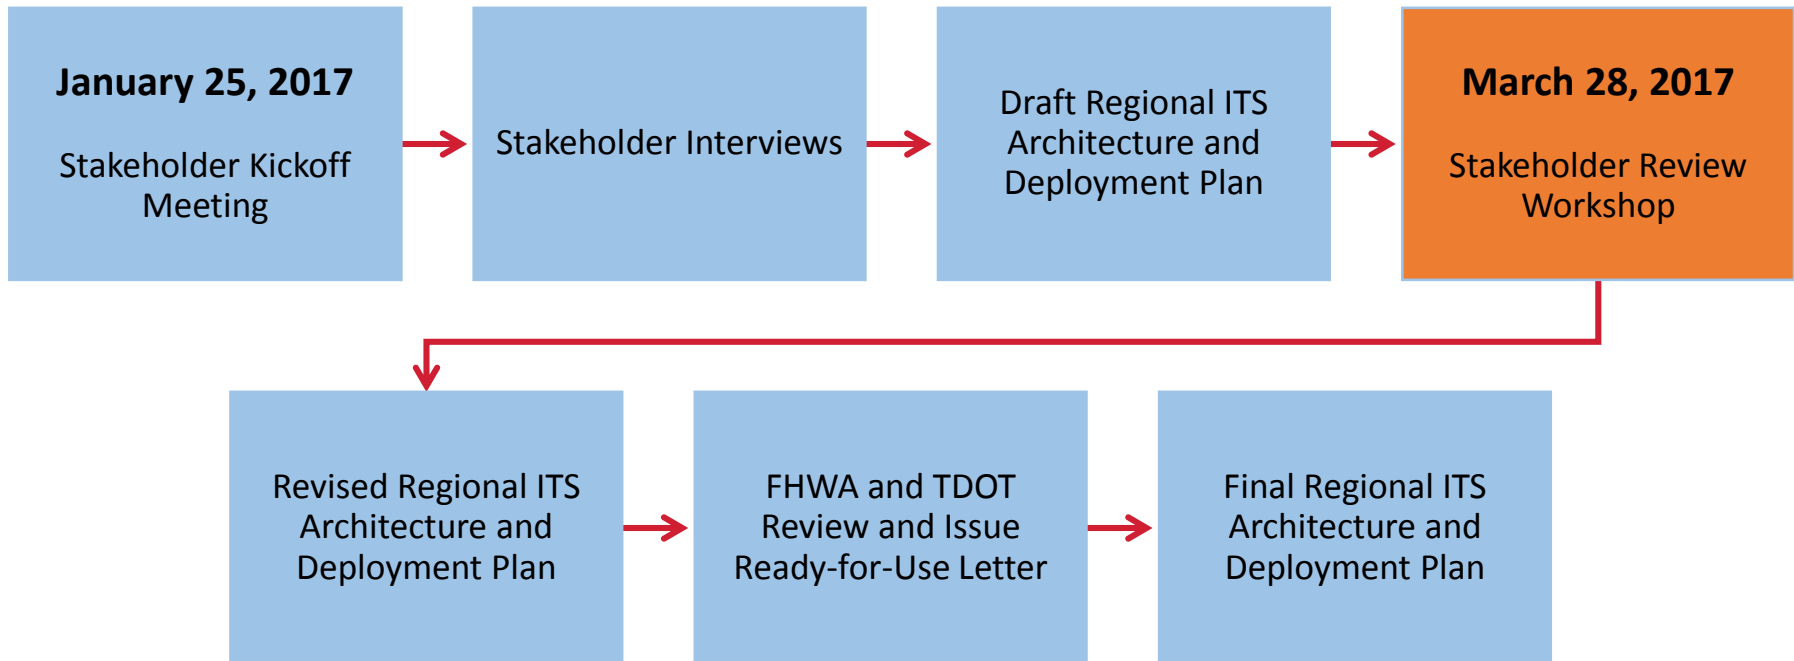 January 25, 2017
Stakeholder Kickoff
Meeting
Stakeholder Interviews
Draft Regional ITS
Architecture and
Deployment Plan
March 28, 2017
Stakeholder Review
Workshop
Revised Regional ITS
Architecture and
Deployment Plan
FHWA and TDOT
Review and Issue
Ready-for-Use Letter
Final Regional ITS
Architecture and
Deployment Plan